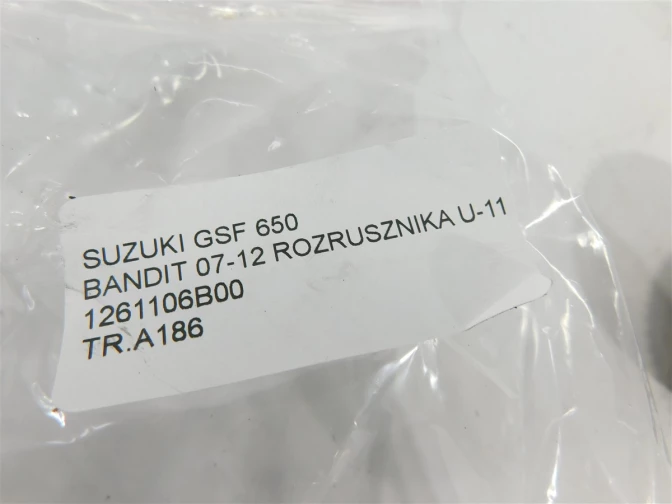 SUZUKI GSF 650
BANDIT 07-12 ROZRUSZNIKA U-11
1261106B00
TR.A186